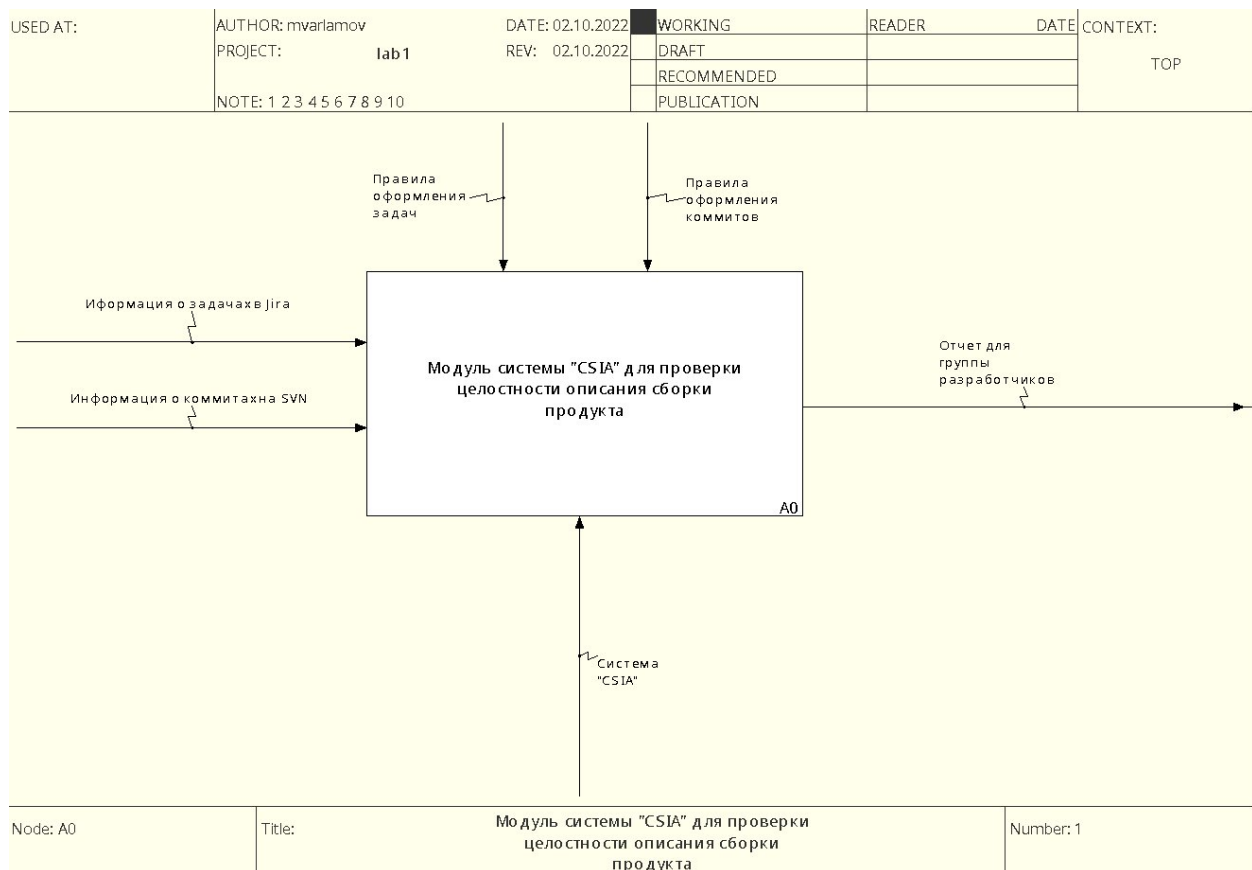 USED AT:
AUTHOR: mvarlamov
DATE: 02.10.2022
WORKING
READER
DATE
CONTEXT:
PROJECT:
lab1
REV: 02.10.2022
DRAFT
TOP
RECOMMENDED
NOTE: 1 2 3 4 5 6 7 8 9 10
PUBLICATION
Правила
оформления
задач
Правила
оформления
коммитов
Иформация о задачах в Jira
Информация о коммитах на SVN
Модуль системы "CSIA" для проверки
целостности описания сборки
продукта
A0
Отчет для
группы
разработчиков
Система
"CSIA"
Node: A0
Title:
Модуль системы "CSIA" для проверки
целостности описания сборки
продукта
Number: 1